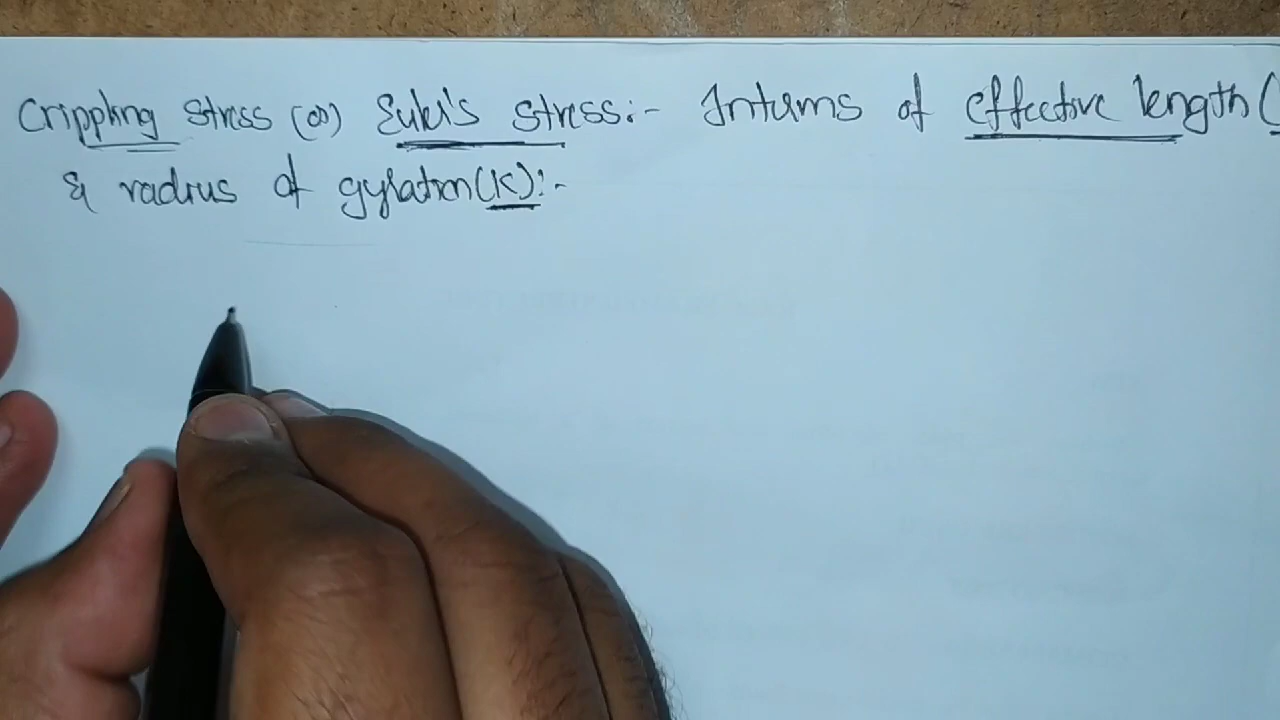 Crippling stress (or) Euler's stress:- Interms of effective length (
& radius of gyration (K):-